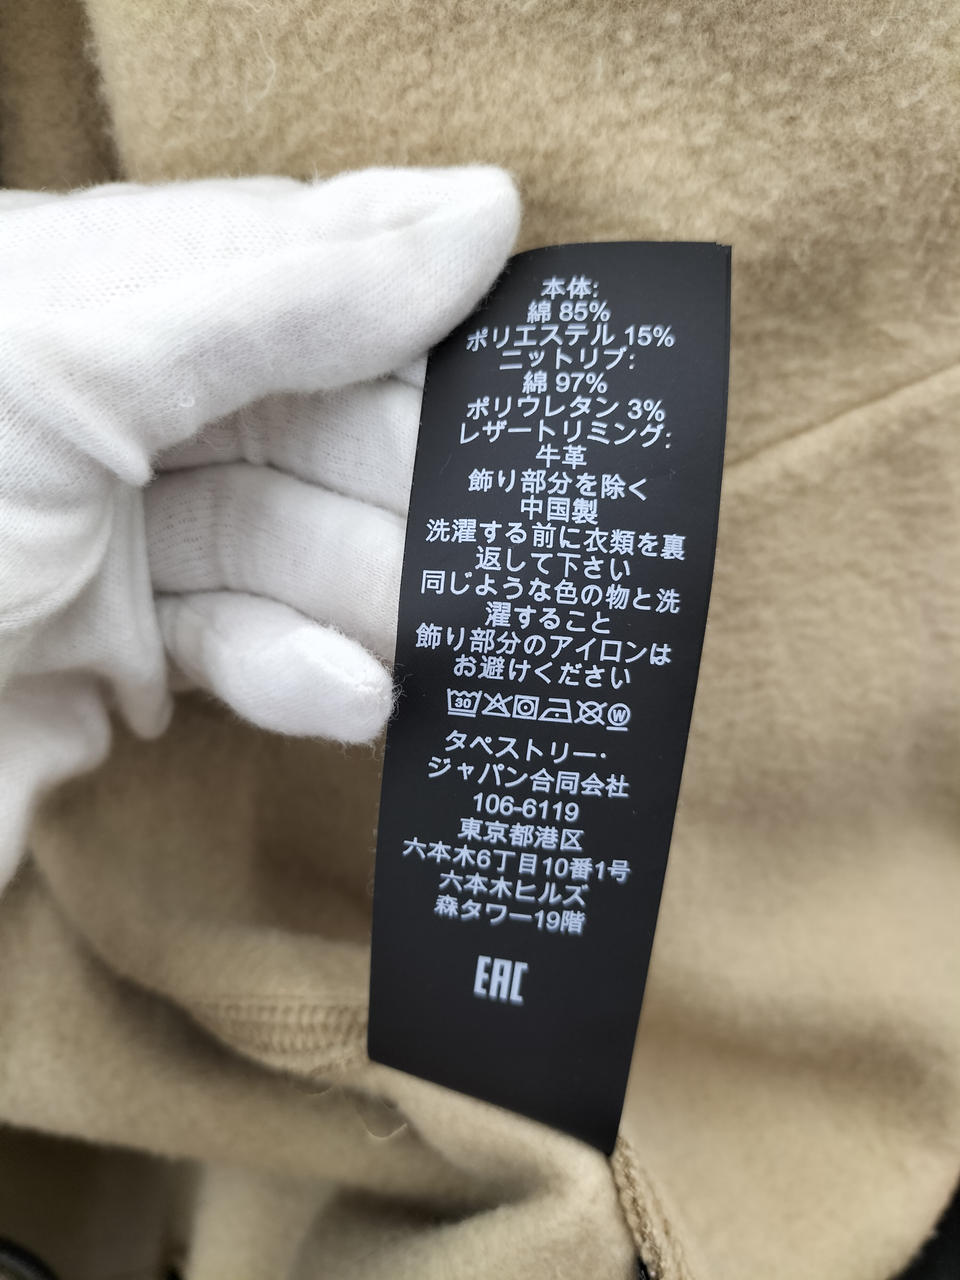 本体:
綿 85%
ポリエステル 15%
ニットリブ:
綿 97%
ポリウレタン 3%
レザートリミング:
牛革
飾り部分を除く
中国製
洗濯する前に衣類を裏
返して下さい
同じような色の物と洗
濯すること
飾り部分のアイロンは
お避けください
30 W
タペストリー·
ジャパン合同会社
106-6119
東京都港区
六本木6丁目10番1号
六本木ヒルズ
森タワー19階
EAC